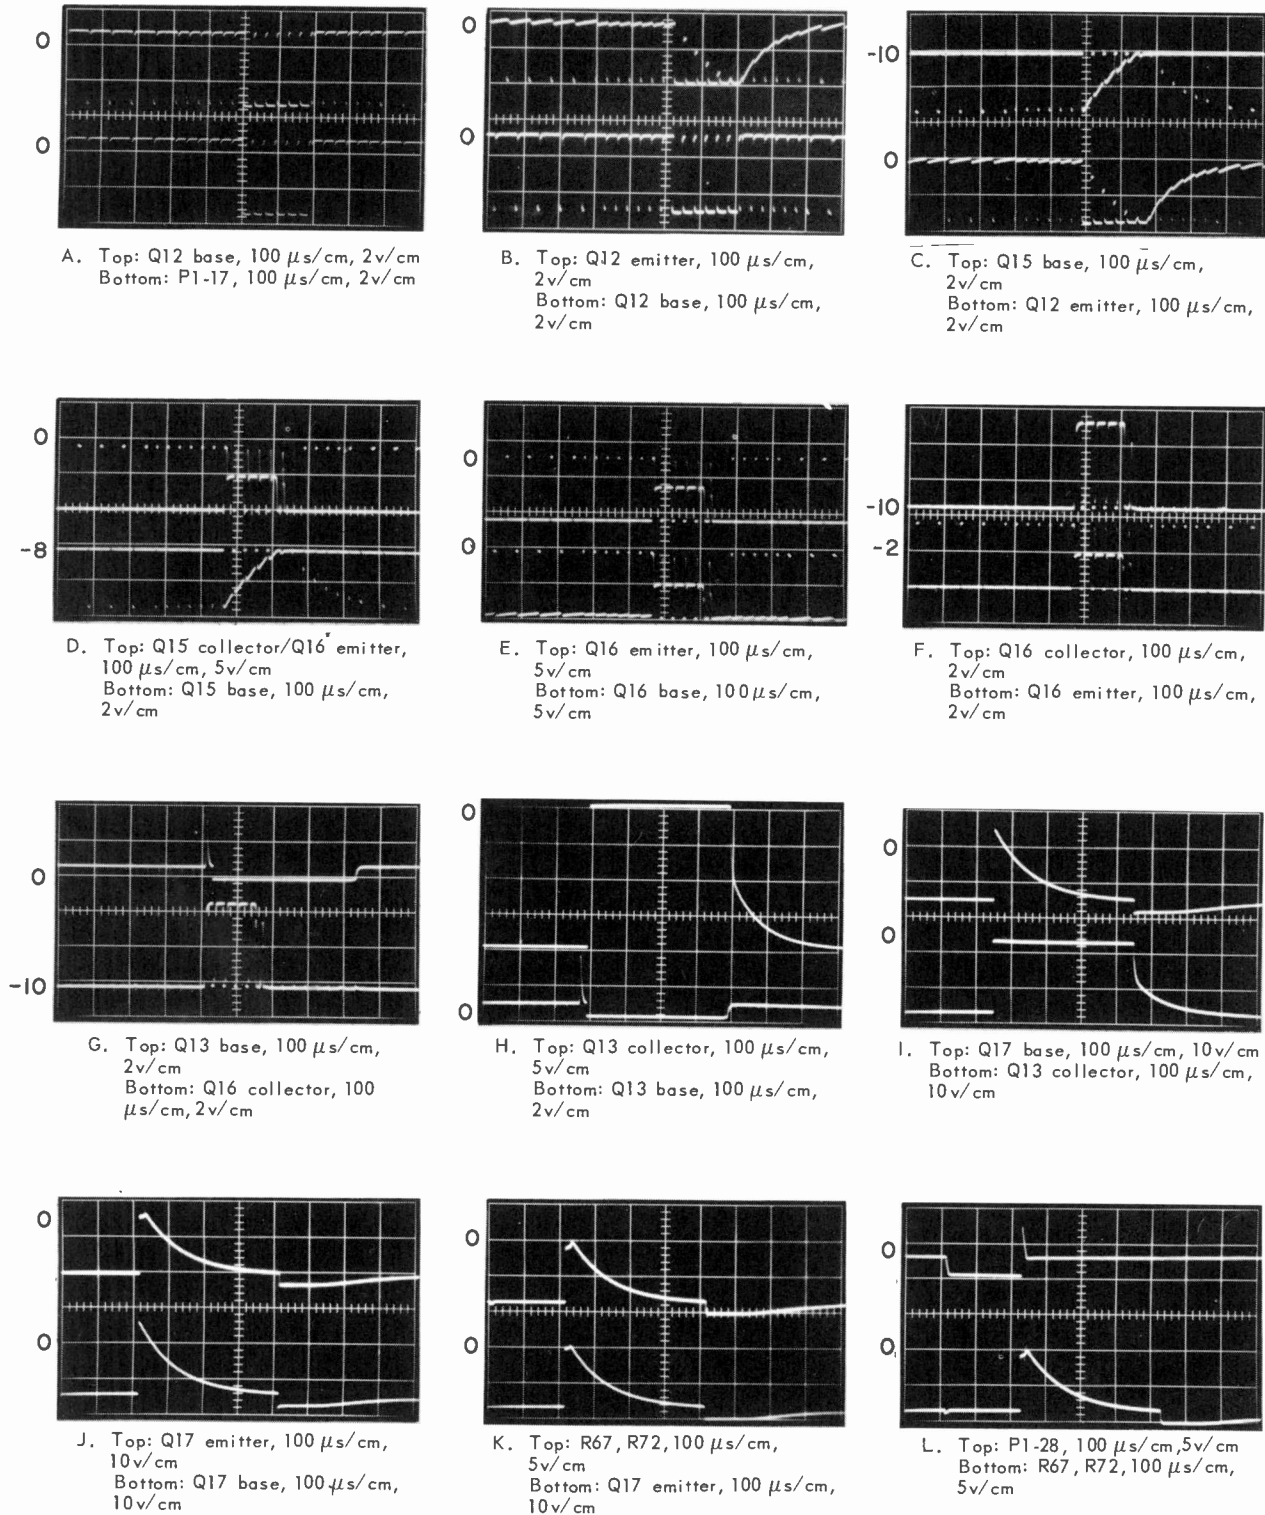 0
0
A. Top: Q12 base, 100 μs/cm, 2v/cm
Bottom: P1-17, 100 μs/cm, 2v/cm
0
0
B. Top: Q12 emitter, 100 μs/cm,
2v/cm
Bottom: Q12 base, 100 μs/cm,
2v/cm
-10
0
C. Top: Q15 base, 100 μs/cm,
2v/cm
Bottom: Q12 emitter, 100 μs/cm,
2v/cm
0
-8
D. Top: Q15 collector/Q16 emitter,
100 μs/cm, 5v/cm
Bottom: Q15 base, 100 μs/cm,
2v/cm
0
0
E. Top: Q16 emitter, 100 μs/cm,
5v/cm
Bottom: Q16 base, 100μs/cm,
5v/cm
-10
-2
F. Top: Q16 collector, 100 μs/cm,
2v/cm
Bottom: Q16 emitter, 100 μs/cm,
2v/cm
0
-10
G. Top: Q13 base, 100 μs/cm,
2v/cm
Bottom: Q16 collector, 100
μs/cm, 2v/cm
0
0
H. Top: Q13 collector, 100 μs/cm,
5v/cm
Bottom: Q13 base, 100 μs/cm,
2v/cm
0
0
I. Top: Q17 base, 100 μs/cm, 10v/cm
Bottom: Q13 collector, 100 μs/cm,
10v/cm
0
0
J. Top: Q17 emitter, 100 μs/cm,
10v/cm
Bottom: Q17 base, 100 μs/cm,
10v/cm
0
0
K. Top: R67, R72, 100 μs/cm,
5v/cm
Bottom: Q17 emitter, 100 μs/cm,
10v/cm
0
0
L. Top: P1-28, 100 μs/cm, 5v/cm
Bottom: R67, R72, 100 μs/cm,
5v/cm